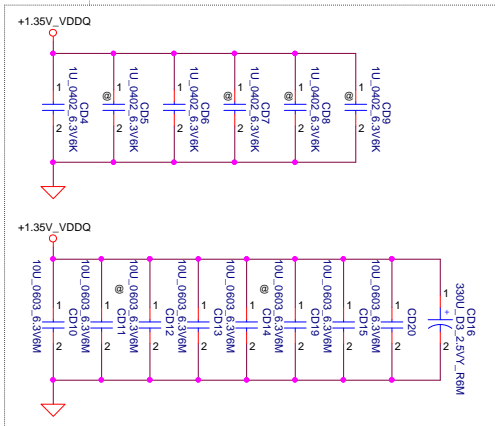 +1.35V_VDDQ
1
2
1U_0402_6.3V6K
CD4
@
1
2
1U_0402_6.3V6K
CD5
1
2
1U_0402_6.3V6K
CD6
@
1
2
1U_0402_6.3V6K
CD7
@
1
2
1U_0402_6.3V6K
CD8
@
1
2
1U_0402_6.3V6K
CD9
+1.35V_VDDQ
10U_0603_6.3V6M
1
2
CD10
10U_0603_6.3V6M
@
1
2
CD11
10U_0603_6.3V6M
1
2
CD12
10U_0603_6.3V6M
1
2
CD13
10U_0603_6.3V6M
@
1
2
CD14
10U_0603_6.3V6M
1
2
CD19
10U_0603_6.3V6M
1
2
CD15
10U_0603_6.3V6M
1
2
CD20
1
+
2
330U_D3_2.5VY_R6M
CD16